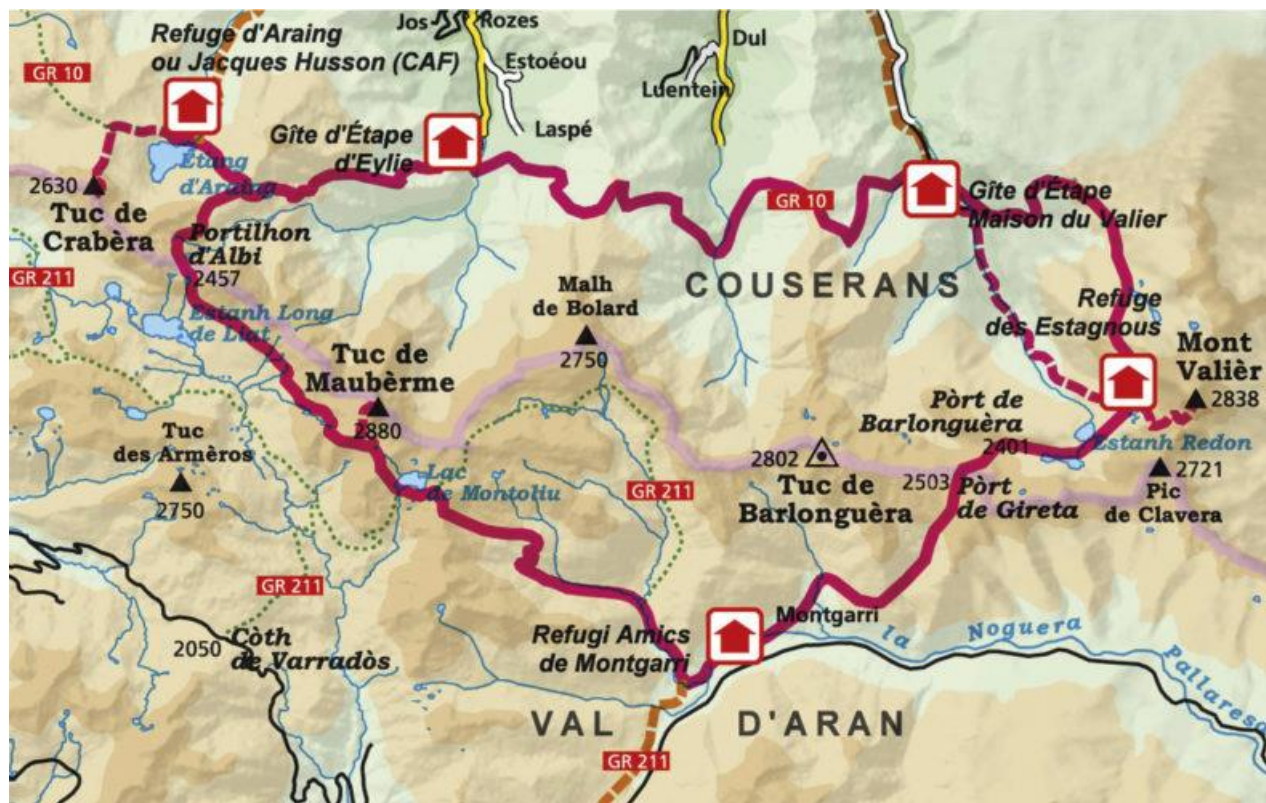 Jos
Rozes
Refuge d'Araing
ou Jacques Husson (CAF)
Estoéou
Dul
GR 10
Luentein
Laspé
Gîte d'Étape
d'Eylie
Étang
d'Araing
2630
Tuc de
Crabèra
GR 10
Gîte d'Étape
Maison du Valier
Portilhon
d'Albi
2457
GR 211
COUSERANS
Malh
de Bolard
2750
Refuge
des Estagnous
Estanh Long
de Liat
Tuc de
Maubèrme
2880
Mont
Valièr
2838
Pòrt de
Barlonguèra
2401
Estanh Redon
Tuc
des Armèros
2750
2802
Tuc de
Barlonguèra
2503
Pòrt
de Gireta
2721
Pic
de Clavera
Lac
de Montoliu
GR 211
GR 211
Montgarri
Refugi Amics
de Montgarri
la Noguera
Pallaresa
2050
Còth
de Varradòs
VAL D'ARAN
GR 211